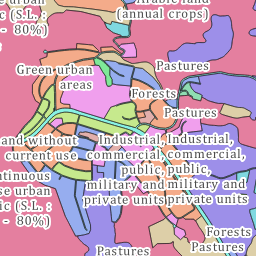 se urban
ic (S.L. :
- 80%)
Arable land
(annual crops)
Green urban
areas
Pastures
Forests
Pastures
and without
current use
Industrial,
commercial,
public,
military and
private units
Industrial,
commercial,
public,
military and
private units
ntinuous
se urban
ic (S.L. :
- 80%)
Forests
Pastures
Pastures